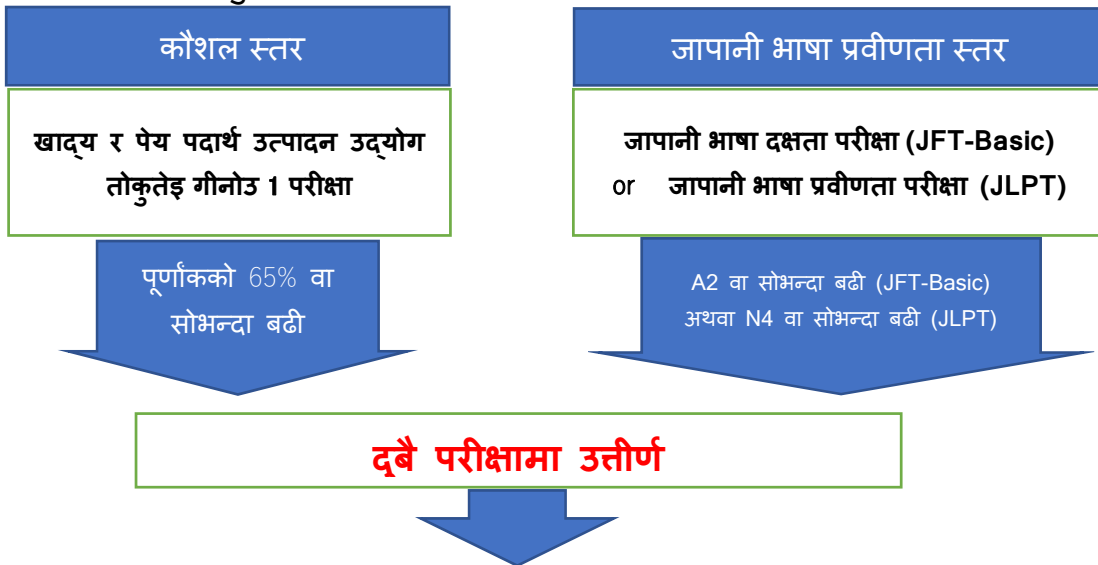 कौशल स्तर
खाद्य र पेय पदार्थ उत्पादन उद्योग
तोकुतेइ गीनोउ 1 परीक्षा
पूर्णांकको 65% वा
सोभन्दा बढी
जापानी भाषा प्रवीणता स्तर
जापानी भाषा दक्षता परीक्षा (JFT-Basic)
or जापानी भाषा प्रवीणता परीक्षा (JLPT)
A2 वा सोभन्दा बढी (JFT-Basic)
अथवा N4 वा सोभन्दा बढी (JLPT)
दुबै परीक्षामा उत्तीर्ण